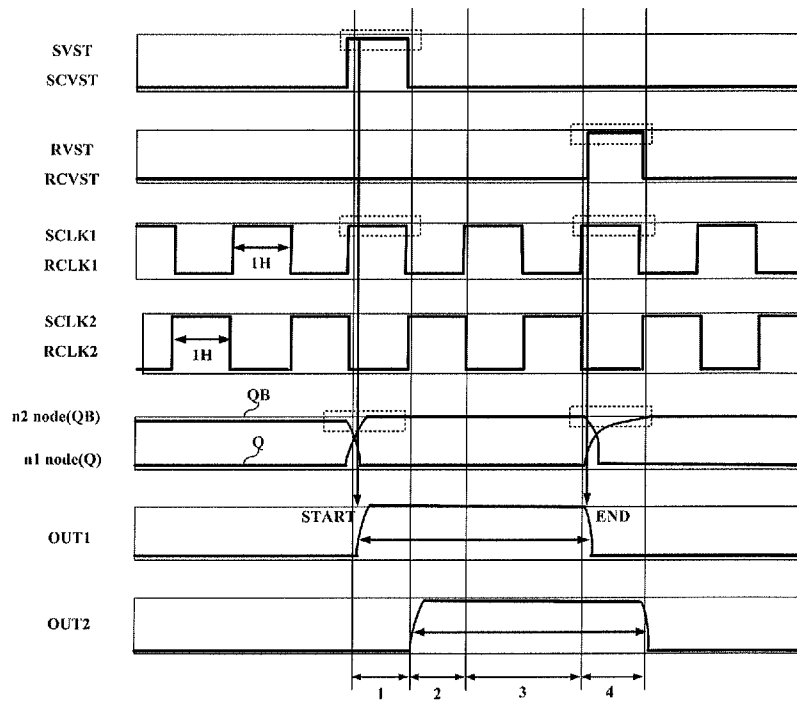 SVST
SCVST
RVST
RCVST
SCLK1
RCLK1
1H
SCLK2
RCLK2
1H
QB
n2 node(QB)
Q
n1 node(Q)
START
END
OUT1
OUT2
1
2
3
4